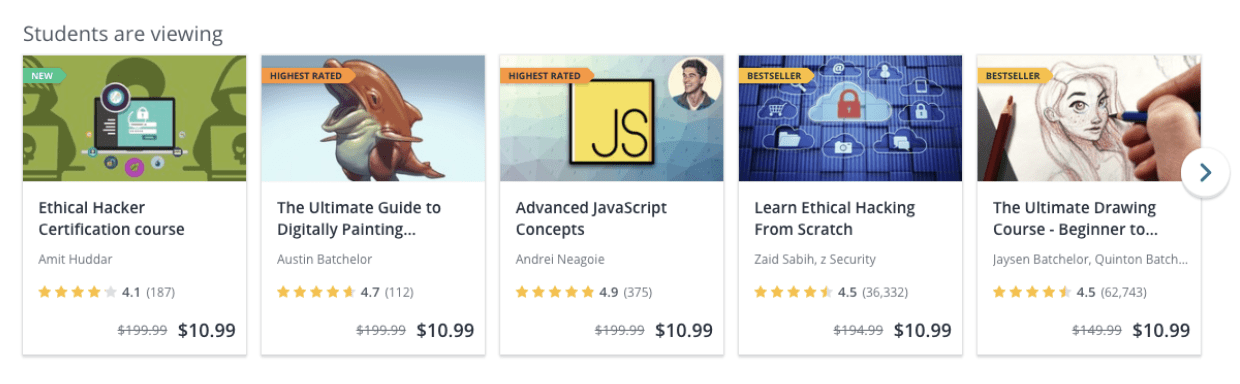 Students are viewing
NEW
Ethical Hacker
Certification course
Amit Huddar
4.1 (187)
$199.99 $10.99
HIGHEST RATED
The Ultimate Guide to
Digitally Painting...
Austin Batchelor
4.7 (112)
$199.99 $10.99
HIGHEST RATED
JS
Advanced JavaScript
Concepts
Andrei Neagoie
4.9 (375)
$199.99 $10.99
BESTSELLER
@
Learn Ethical Hacking
From Scratch
Zaid Sabih, z Security
4.5 (36,332)
$194.99 $10.99
BESTSELLER
The Ultimate Drawing
Course - Beginner to...
Jaysen Batchelor, Quinton Batch...
4.5 (62,743)
$149.99 $10.99